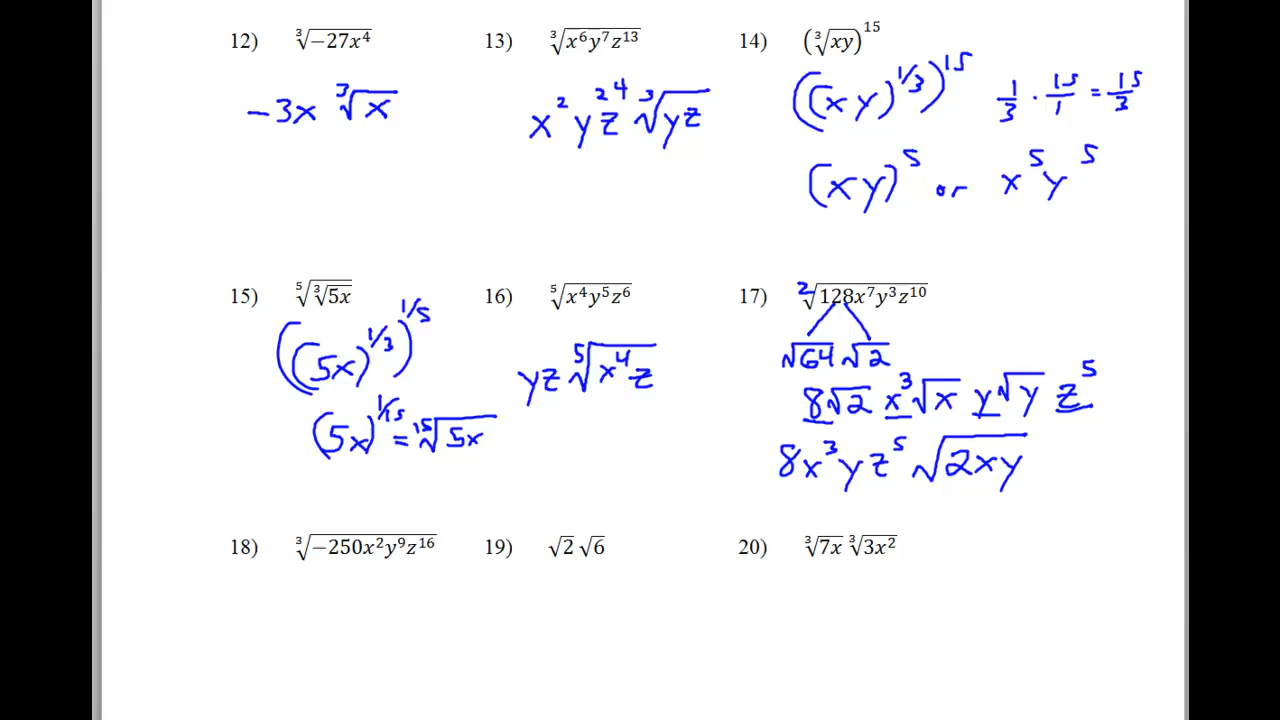 12) ∛(−27x⁴) 13) ∛(x⁶y⁷z¹³) 14) (∛(xy))¹⁵
−3x ∛x x² y² z⁴ ∛(yz) ((xy)^(1/3))¹⁵ 1/3 · 15/1 = 15/3
(xy)⁵ or x⁵y⁵
15) ⁵√(∛(5x)) 16) ⁵√(x⁴y⁵z⁶) 17) ²√(128x⁷y³z¹⁰)
((5x)^(1/3))^(1/5) yz ⁵√(x⁴z) √64 √2
8√2 x³√x y√y z⁵
(5x)^(1/15) = ¹⁵√(5x) 8x³yz⁵ √(2xy)
18) ∛(−250x²y⁹z¹⁶) 19) √2 √6 20) ∛(7x) ∛(3x²)